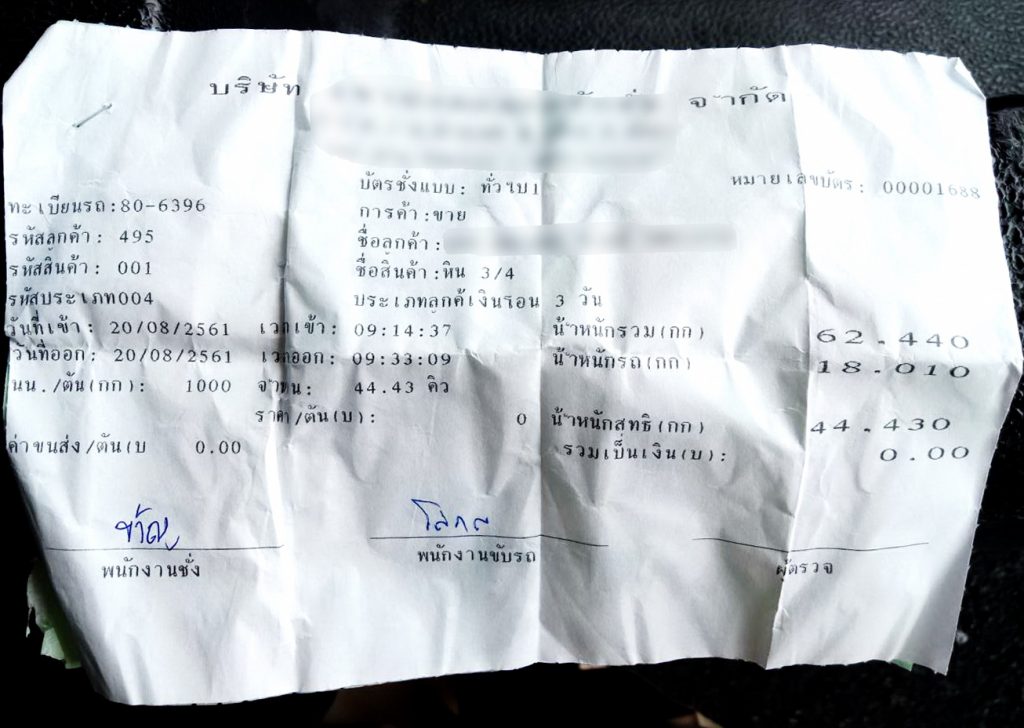 บริษัท จำกัด
บัตรชั่งแบบ: ทั่วไป1 หมายเลขบัตร: 00001688
ทะเบียนรถ:80-6396 การค้า:ขาย
รหัสลูกค้า: 495 ชื่อลูกค้า:
รหัสสินค้า: 001 ชื่อสินค้า:หิน 3/4
รหัสประเภท004 ประเภทลูกค้เงินร่อน 3 วัน
วันที่เข้า: 20/08/2561 เวลาเข้า: 09:14:37 น้ำหนักรวม(กก) 62.440
วันที่ออก: 20/08/2561 เวลาออก: 09:33:09 น้ำหนักรถ(กก) 18.010
นน./ตัน(กก): 1000 44.43 คิว
ราคา/ตัน(บ): 0 น้ำหนักสุทธิ(กก) 44.430
ค่าขนส่ง/ตัน(บ 0.00 รวมเป็นเงิน(บ): 0.00
ชำนาญ โสภล
พนักงานชั่ง พนักงานขับรถ ผู้ตรวจ